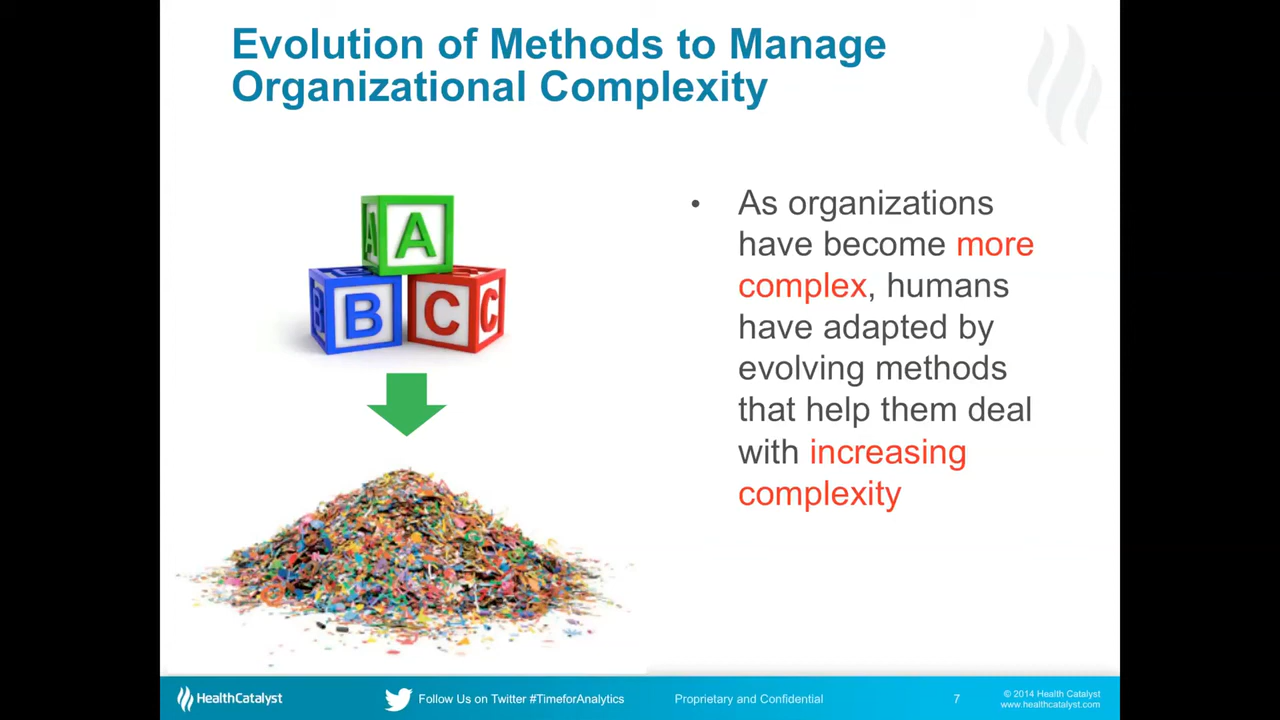 Evolution of Methods to Manage
Organizational Complexity
A A
B B
C C
• As organizations
have become more
complex, humans
have adapted by
evolving methods
that help them deal
with increasing
complexity
HealthCatalyst
Follow Us on Twitter #TimeforAnalytics
Proprietary and Confidential
7
© 2014 Health Catalyst
www.healthcatalyst.com